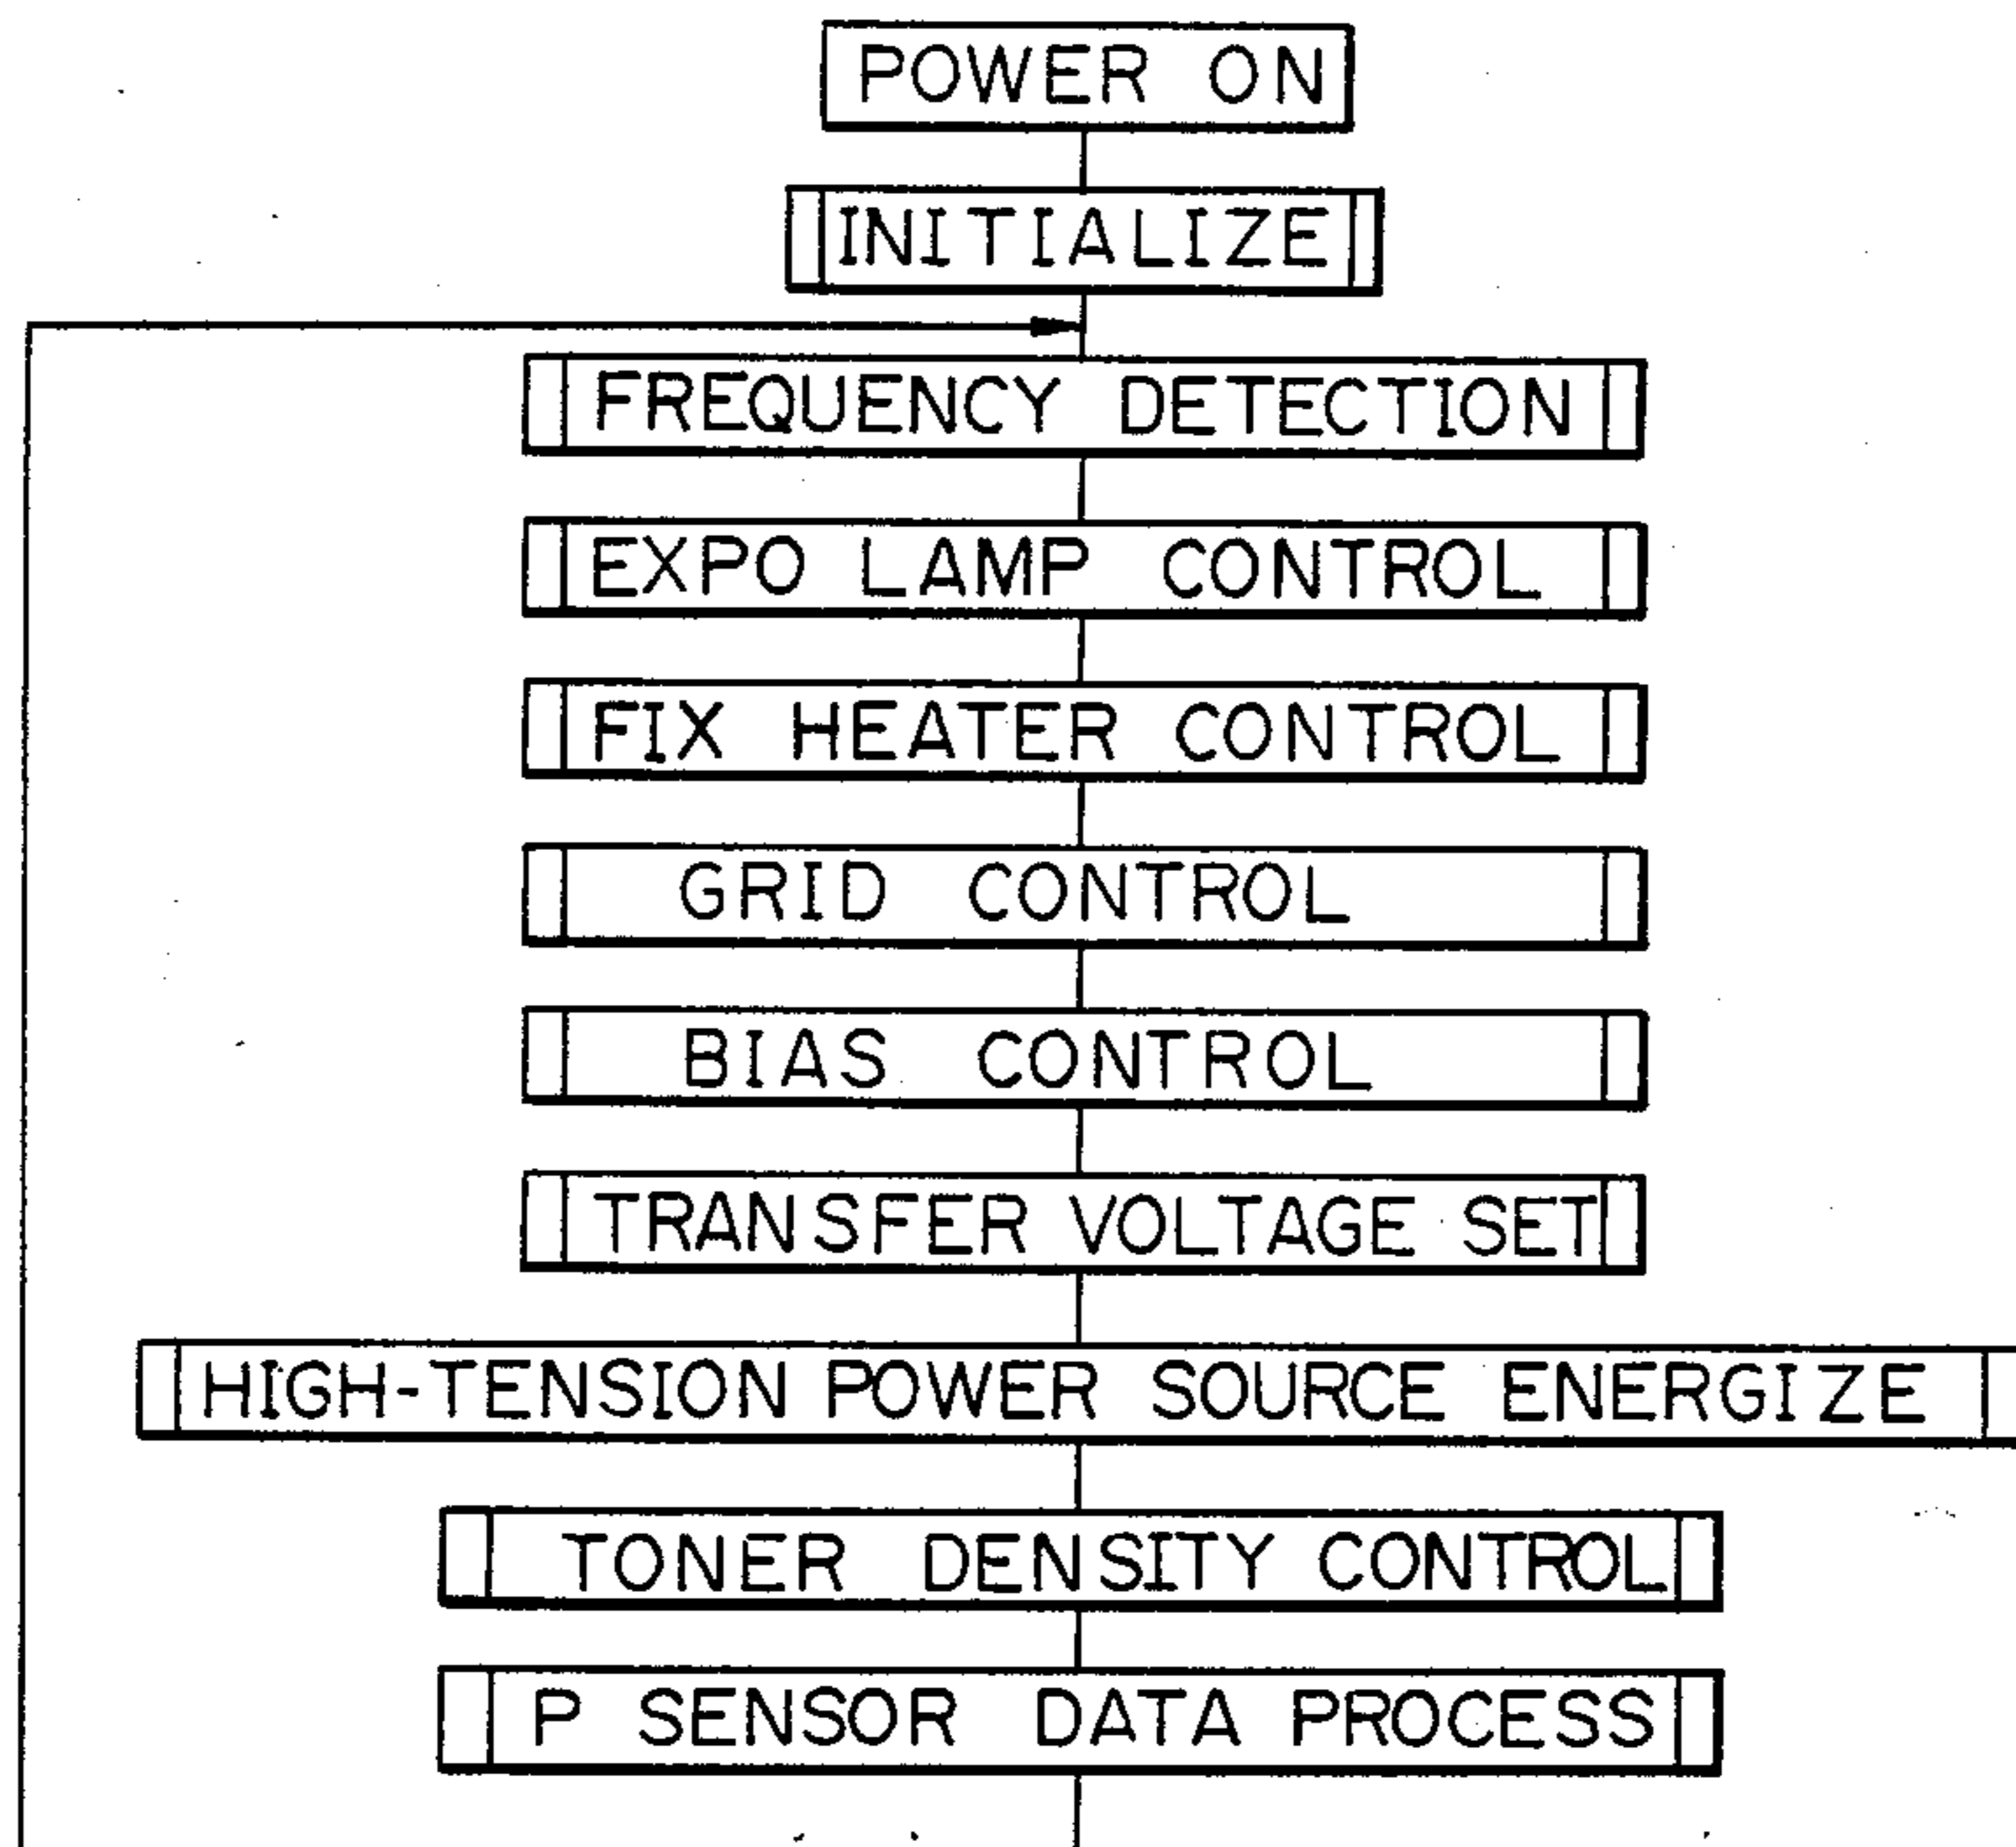 POWER ON
INITIALIZE
FREQUENCY DETECTION
EXPO LAMP CONTROL
FIX HEATER CONTROL
GRID CONTROL
BIAS CONTROL
TRANSFER VOLTAGE SET
HIGH-TENSION POWER SOURCE ENERGIZE
TONER DENSITY CONTROL
P SENSOR DATA PROCESS